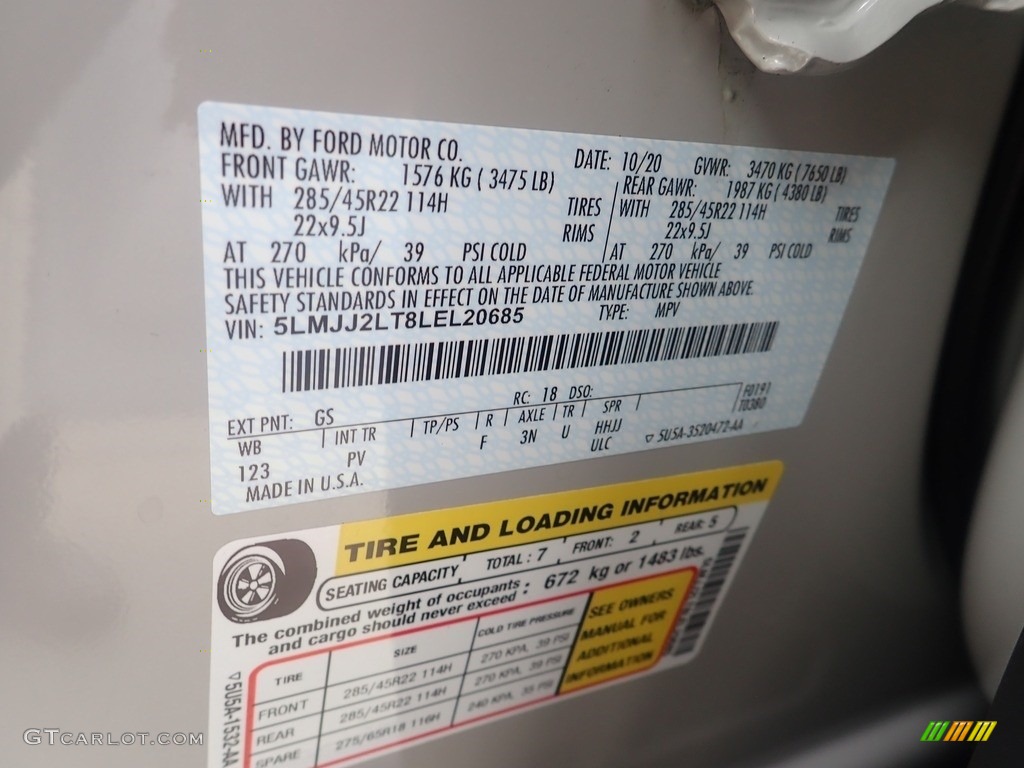 MFD. BY FORD MOTOR CO.
DATE: 10/20 GVWR: 3470 KG ( 7650 LB)
FRONT GAWR: 1576 KG ( 3475 LB)
REAR GAWR: 1987 KG ( 4380 LB)
WITH 285/45R22 114H TIRES
WITH 285/45R22 114H TIRES
22x9.5J RIMS
22x9.5J RIMS
AT 270 kPa/ 39 PSI COLD
AT 270 kPa/ 39 PSI COLD
THIS VEHICLE CONFORMS TO ALL APPLICABLE FEDERAL MOTOR VEHICLE
SAFETY STANDARDS IN EFFECT ON THE DATE OF MANUFACTURE SHOWN ABOVE.
VIN: 5LMJJ2LT8LEL20685 TYPE: MPV
EXT PNT: GS RC: 18 DSO:
F0191
T0380
WB INT TR TP/PS R AXLE TR SPR
123 PV F 3N U HHJJ
ULC
MADE IN U.S.A.
5U5A-3520472-AA
TIRE AND LOADING INFORMATION
SEATING CAPACITY TOTAL : 7 FRONT: 2 REAR: 5
The combined weight of occupants and cargo should never exceed : 672 kg or 1483 lbs.
TIRE SIZE COLD TIRE PRESSURE
FRONT 285/45R22 114H 270 KPA, 39 PSI
REAR 285/45R22 114H 270 KPA, 39 PSI
SPARE 275/65R18 116H 240 KPA, 35 PSI
SEE OWNERS
MANUAL FOR
ADDITIONAL
INFORMATION
5U5A-1532-AA
GTCARLOT.COM